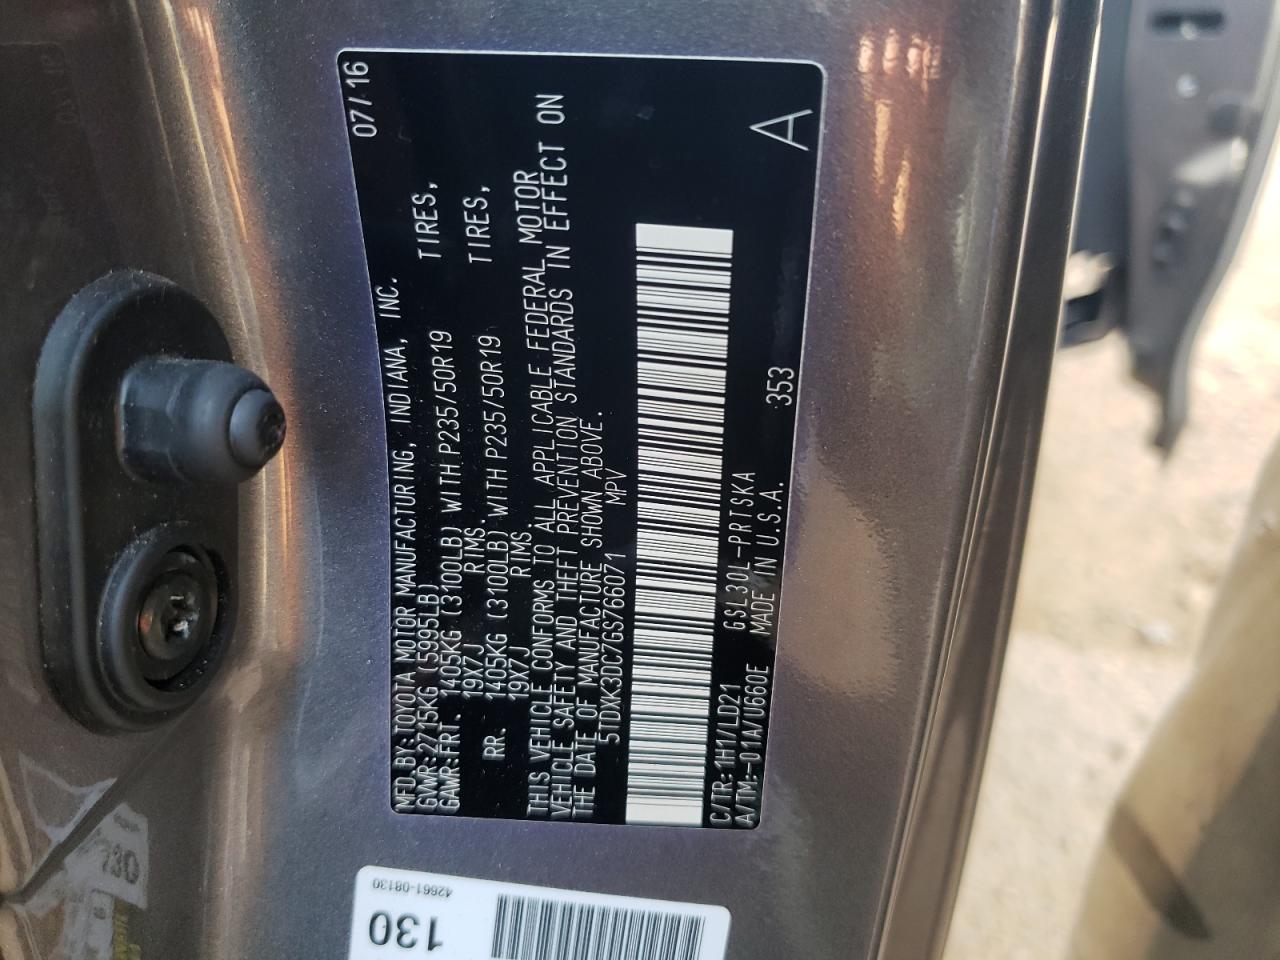 MFD.BY:TOYOTA MOTOR MANUFACTURING, INDIANA, INC. 07/16
GVWR:2715KG (5995LB)
GAWR:FRT. 1405KG (3100LB) WITH P235/50R19 TIRES,
19X7J RIMS.
RR. 1405KG (3100LB) WITH P235/50R19 TIRES,
19X7J RIMS.
THIS VEHICLE CONFORMS TO ALL APPLICABLE FEDERAL MOTOR
VEHICLE SAFETY AND THEFT PREVENTION STANDARDS IN EFFECT ON
THE DATE OF MANUFACTURE SHOWN ABOVE.
5TDXK3DC7GS766071 MPV
C/TR:1H1/LD21 GSL30L-PRTSKA
A/TM:-01A/U660E MADE IN U.S.A. 353
A
42661-08130
130